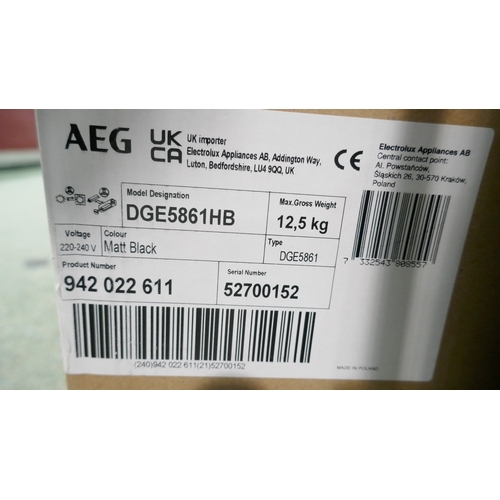 AEG
UK
CA
UK importer
Electrolux Appliances AB, Addington Way,
Luton, Bedfordshire, LU4 9QQ, UK
CE
Electrolux Appliances AB
Central contact point:
Al. Powstańców,
Śląskich 26, 30-570 Kraków,
Poland
Model Designation
DGE5861HB
Max.Gross Weight
12,5 kg
Voltage
220-240 V
Colour
Matt Black
Type
DGE5861
7 332543 909557
Product Number
942 022 611
Serial Number
52700152
(240)942 022 611(21)52700152
MADE IN POLAND